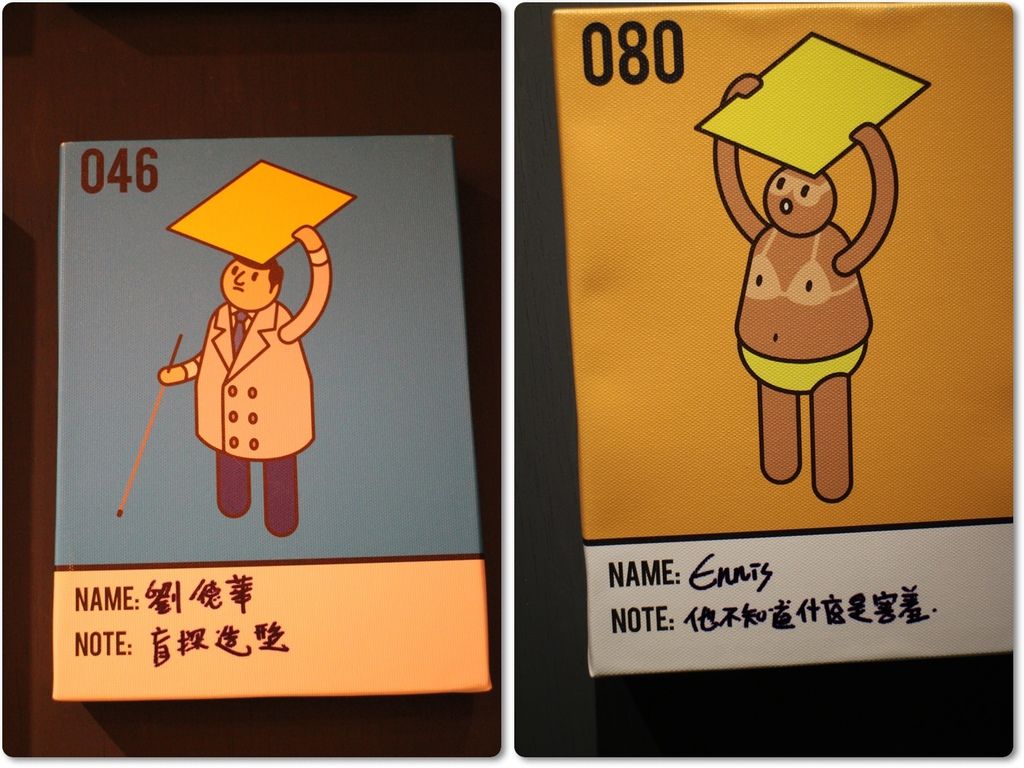 046
NAME: 劉德華
NOTE: 盲探造型
080
NAME: Ennis
NOTE: 他不知道什麼是害羞.